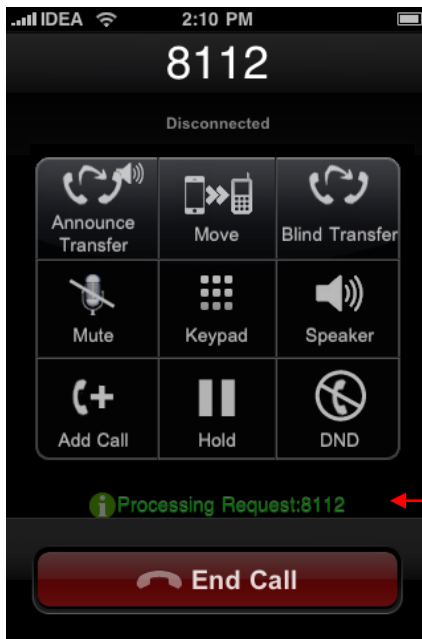 IDEA 2:10 PM
8112
Disconnected
Announce
Transfer
Move
Blind Transfer
Mute
Keypad
Speaker
Add Call
Hold
DND
Processing Request:8112
End Call